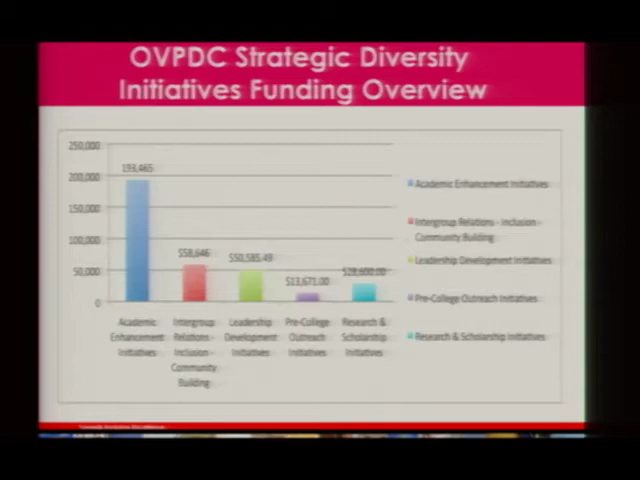 OVPDC Strategic Diversity
Initiatives Funding Overview
250,000
200,000
150,000
100,000
50,000
0
193,465
$58,646
$50,585.49
$13,671.00
$28,600.00
Academic
Enhancement
Initiatives
Intergroup
Relations -
Inclusion -
Community
Building
Leadership
Development
Initiatives
Pre-College
Outreach
Initiatives
Research &
Scholarship
Initiatives
Academic Enhancement Initiatives
Intergroup Relations - Inclusion -
Community Building
Leadership Development Initiatives
Pre-College Outreach Initiatives
Research & Scholarship Initiatives